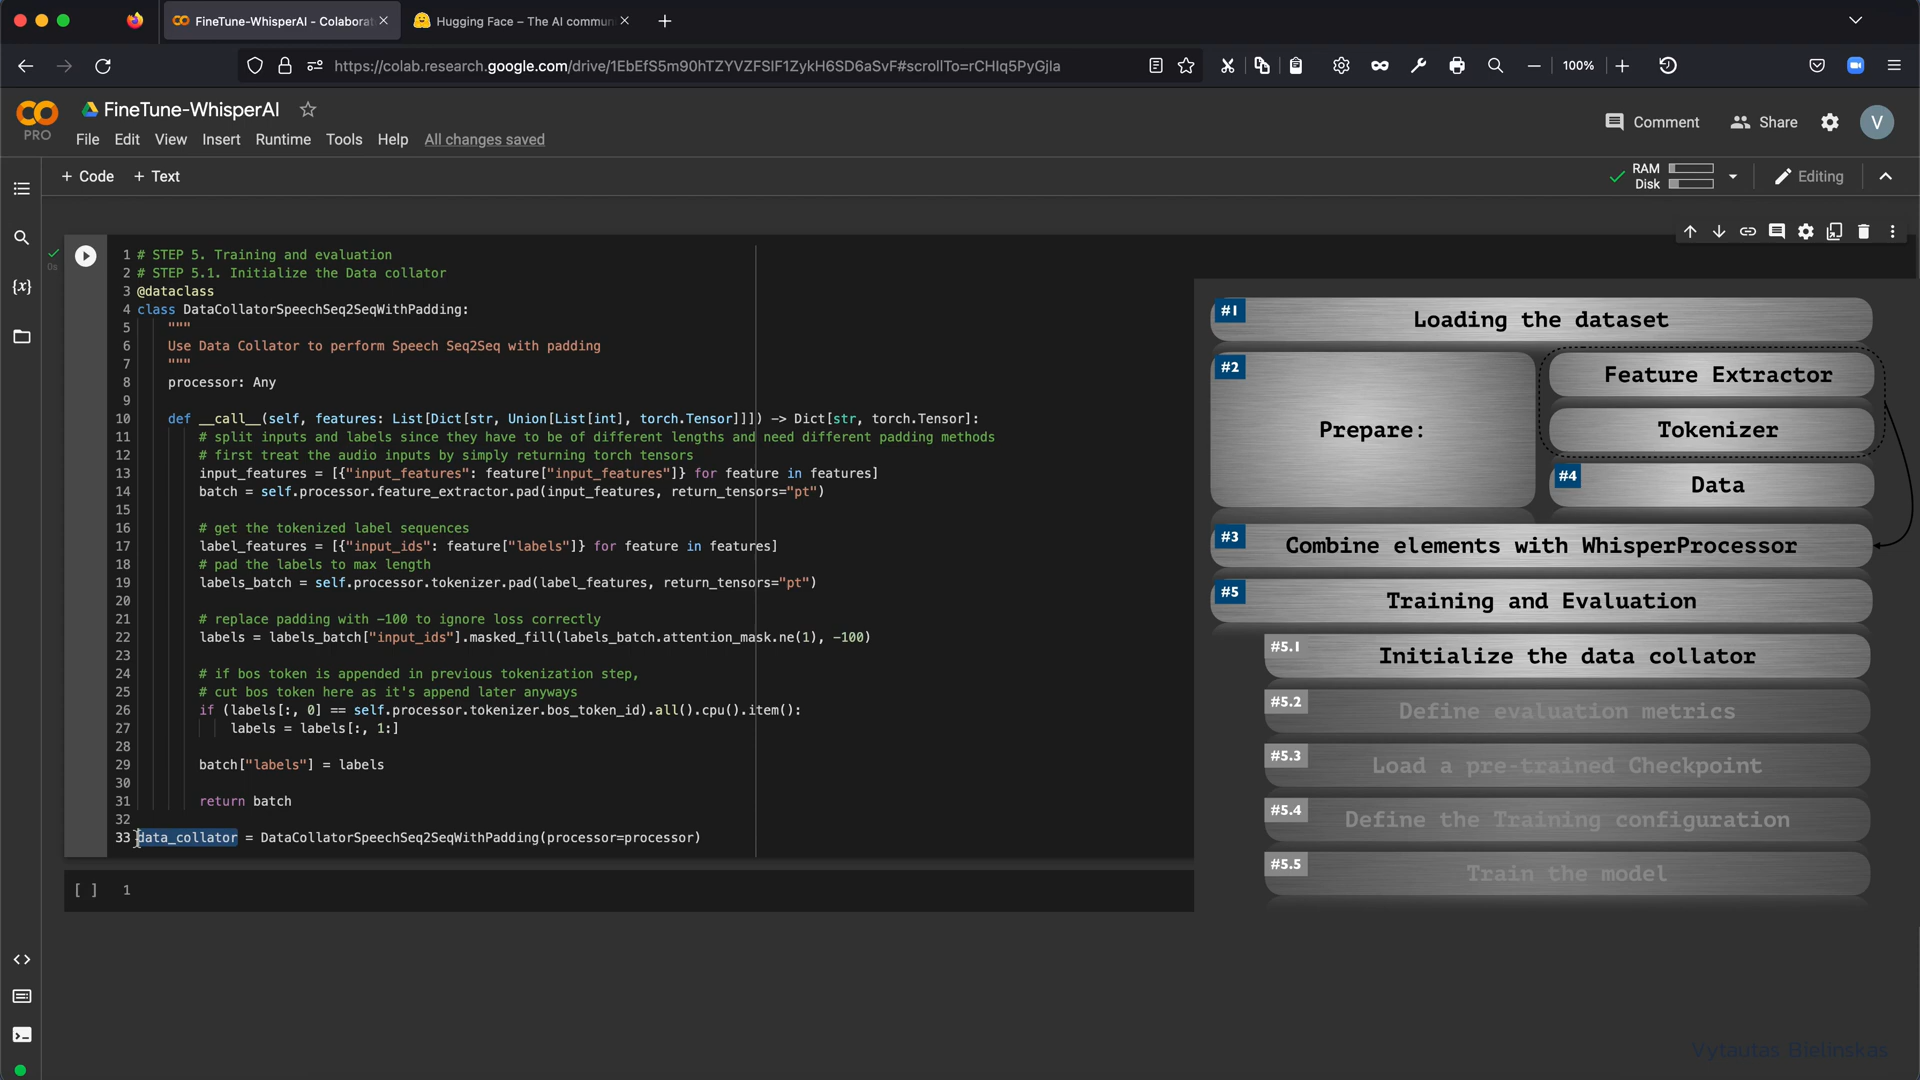 FineTune-WhisperAI - Colaborat
Hugging Face – The AI commun
https://colab.research.google.com/drive/1EbEfS5m90hTZYVZFSIF1ZykH6SD6aSvF#scrollTo=rCHIq5PyGjla
100%
PRO
FineTune-WhisperAI
File Edit View Insert Runtime Tools Help All changes saved
Comment
Share
V
+ Code + Text
RAM
Disk
Editing
{x}
0s
1 # STEP 5. Training and evaluation
2 # STEP 5.1. Initialize the Data collator
3 @dataclass
4 class DataCollatorSpeechSeq2SeqWithPadding:
5 """
6 Use Data Collator to perform Speech Seq2Seq with padding
7 """
8 processor: Any
9
10 def __call__(self, features: List[Dict[str, Union[List[int], torch.Tensor]]]) -> Dict[str, torch.Tensor]:
11 # split inputs and labels since they have to be of different lengths and need different padding methods
12 # first treat the audio inputs by simply returning torch tensors
13 input_features = [{"input_features": feature["input_features"]} for feature in features]
14 batch = self.processor.feature_extractor.pad(input_features, return_tensors="pt")
15
16 # get the tokenized label sequences
17 label_features = [{"input_ids": feature["labels"]} for feature in features]
18 # pad the labels to max length
19 labels_batch = self.processor.tokenizer.pad(label_features, return_tensors="pt")
20
21 # replace padding with -100 to ignore loss correctly
22 labels = labels_batch["input_ids"].masked_fill(labels_batch.attention_mask.ne(1), -100)
23
24 # if bos token is appended in previous tokenization step,
25 # cut bos token here as it's append later anyways
26 if (labels[:, 0] == self.processor.tokenizer.bos_token_id).all().cpu().item():
27 labels = labels[:, 1:]
28
29 batch["labels"] = labels
30
31 return batch
32
33 data_collator = DataCollatorSpeechSeq2SeqWithPadding(processor=processor)
[ ] 1
#1 Loading the dataset
#2 Prepare:
Feature Extractor
Tokenizer
#4 Data
#3 Combine elements with WhisperProcessor
#5 Training and Evaluation
#5.1 Initialize the data collator
#5.2 Define evaluation metrics
#5.3 Load a pre-trained Checkpoint
#5.4 Define the Training configuration
#5.5 Train the model
Vytautas Bielinskas